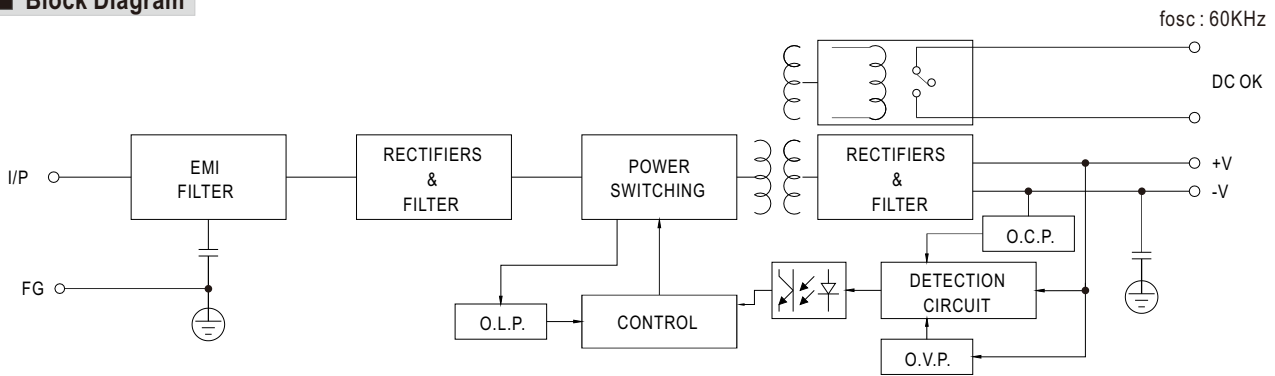 ■ Block Diagram
fosc : 60KHz
DC OK
I/P
EMI
FILTER
RECTIFIERS
&
FILTER
POWER
SWITCHING
RECTIFIERS
&
FILTER
+V
-V
O.C.P.
FG
O.L.P.
CONTROL
DETECTION
CIRCUIT
O.V.P.